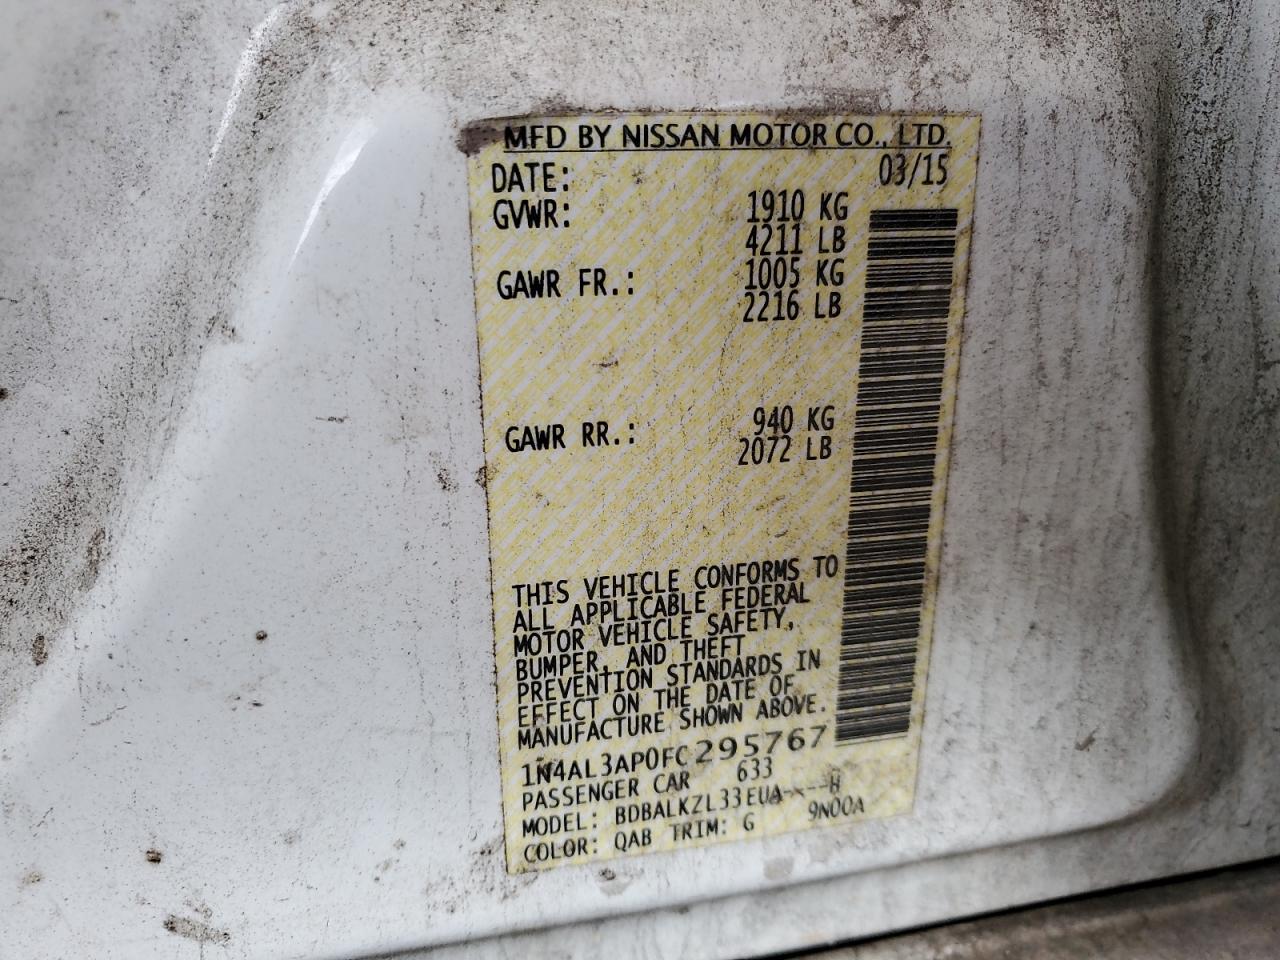 MFD BY NISSAN MOTOR CO., LTD.
DATE: 03/15
GVWR: 1910 KG
4211 LB
GAWR FR.: 1005 KG
2216 LB
GAWR RR.: 940 KG
2072 LB
THIS VEHICLE CONFORMS TO
ALL APPLICABLE FEDERAL
MOTOR VEHICLE SAFETY,
BUMPER, AND THEFT
PREVENTION STANDARDS IN
EFFECT ON THE DATE OF
MANUFACTURE SHOWN ABOVE.
1N4AL3AP0FC295767
PASSENGER CAR 633
MODEL: BDBALKZL33EUA----H
COLOR: QAB TRIM: G 9N00A